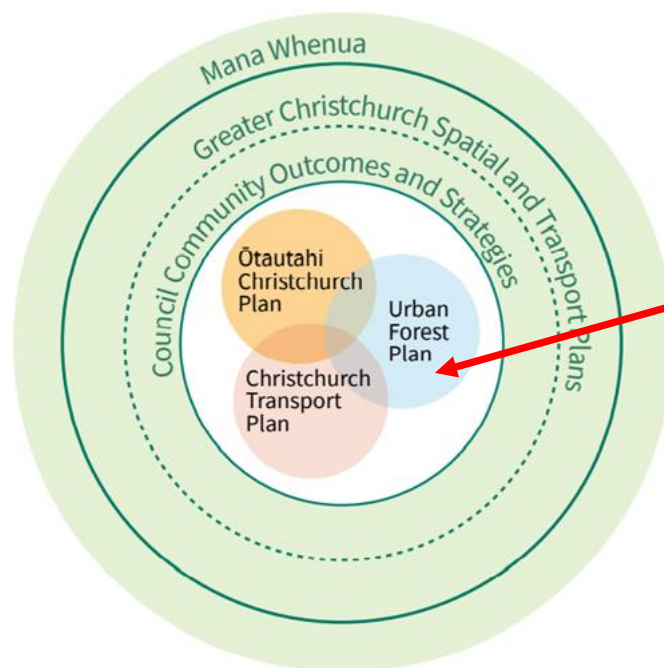 Mana Whenua
Greater Christchurch Spatial and Transport Plans
Council Community Outcomes and Strategies
Ōtautahi
Christchurch
Plan
Urban
Forest
Plan
Christchurch
Transport
Plan